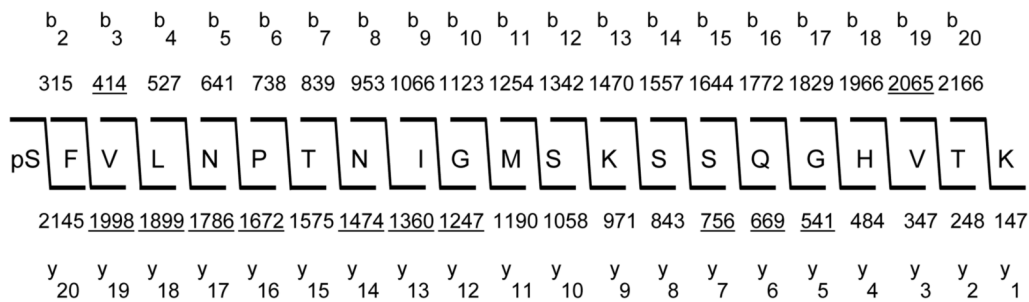 b2 b3 b4 b5 b6 b7 b8 b9 b10 b11 b12 b13 b14 b15 b16 b17 b18 b19 b20
315 414 527 641 738 839 953 1066 1123 1254 1342 1470 1557 1644 1772 1829 1966 2065 2166
pS F V L N P T N I G M S K S S Q G H V T K
2145 1998 1899 1786 1672 1575 1474 1360 1247 1190 1058 971 843 756 669 541 484 347 248 147
y20 y19 y18 y17 y16 y15 y14 y13 y12 y11 y10 y9 y8 y7 y6 y5 y4 y3 y2 y1